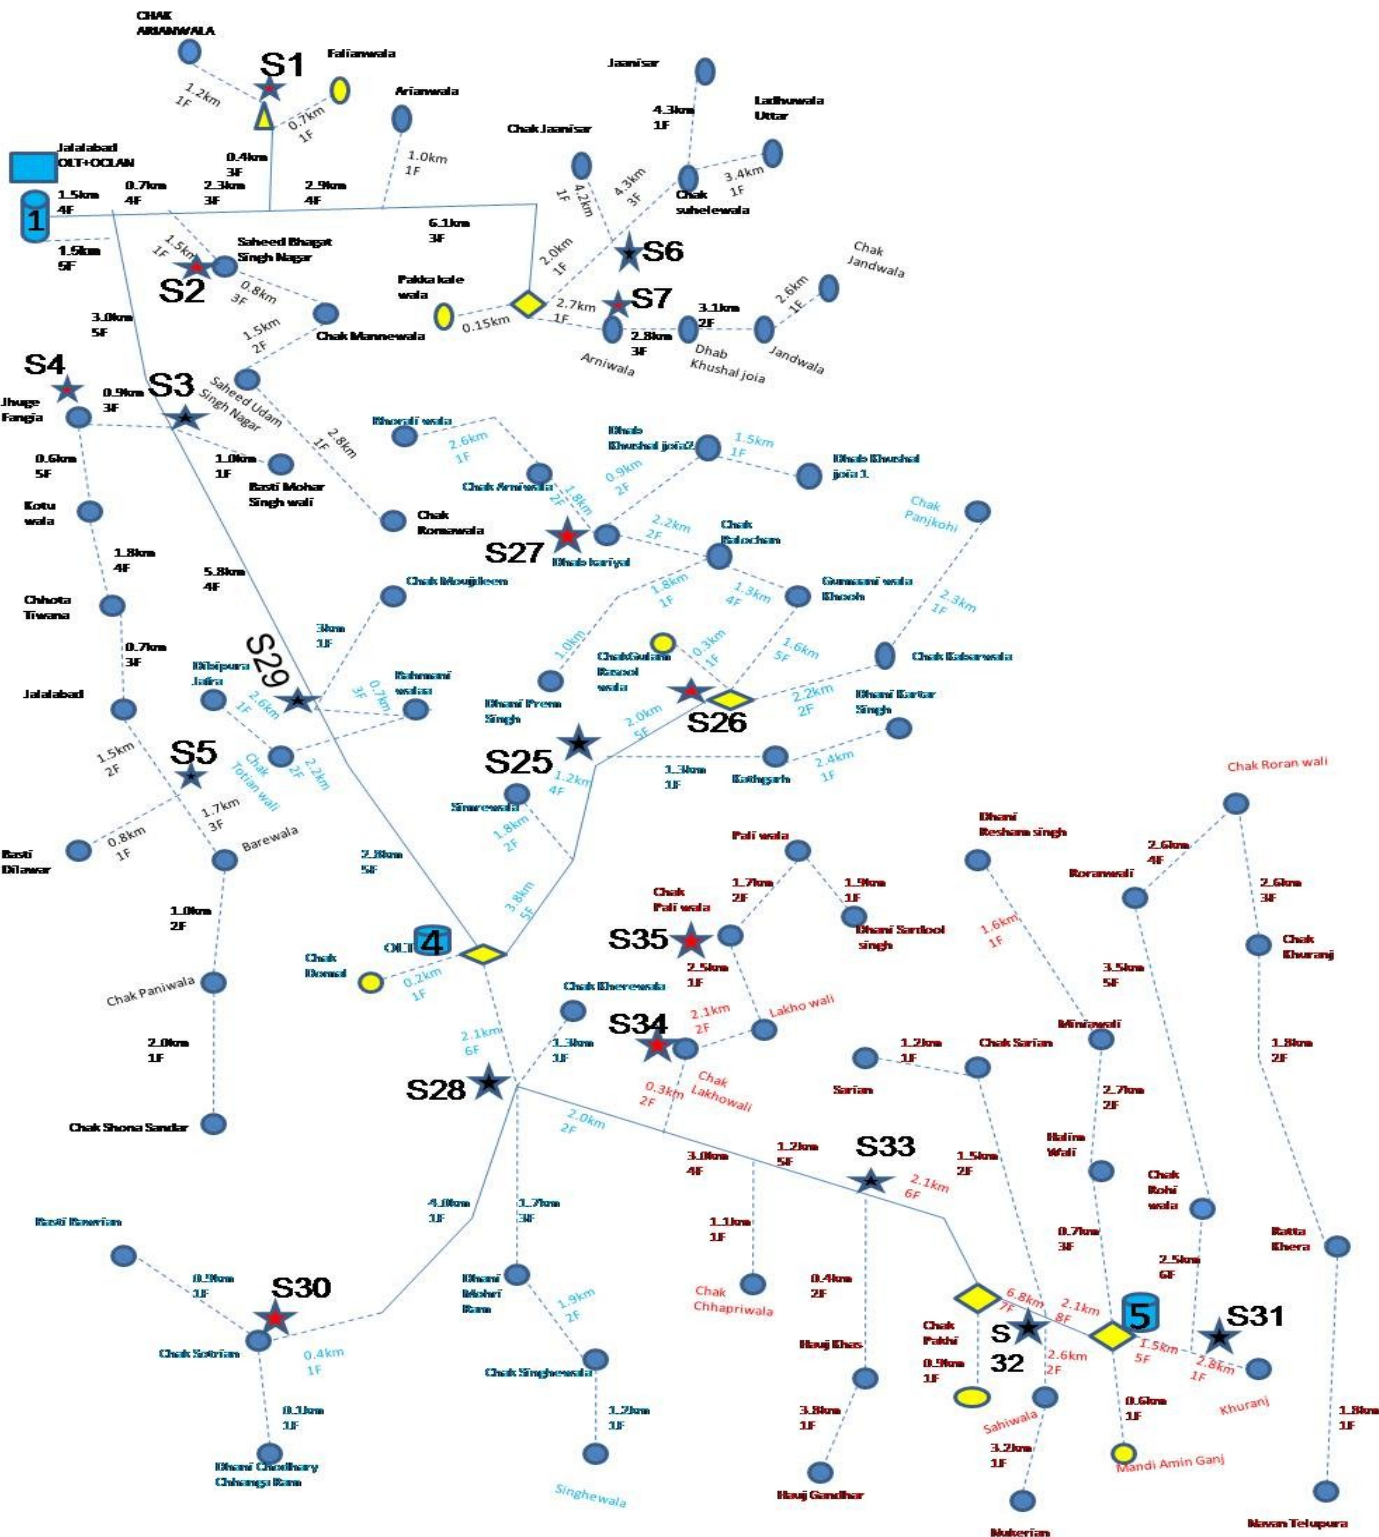 CHAK
ARIANWALA
S1
Falianwala
1.2km
1F
0.7km
1F
Arianwala
Jaanisar
4.3km
1F
Ladhuwala
Uttar
Chak Jaanisar
Jalalabad
OLT+OCLAN
0.4km
3F
1.0km
1F
4.2km
1F
4.3km
3F
3.4km
1F
Chak
suhelewala
1
1.5km
4F
0.7km
4F
2.3km
3F
2.9km
4F
6.1km
3F
1.5km
5F
1.5km
1F
Saheed Bhagat
Singh Nagar
S2
0.8km
3F
2.0km
1F
S6
Chak
Jandwala
Pakka kale
wala
0.15km
2.7km
1F
S7
3.1km
2F
2.6km
1F
3.0km
5F
Chak Mannewala
1.5km
2F
Arniwala
2.8km
3F
Dhab
Khushal joia
Jandwala
S4
S3
Jhuge
Fangia
0.9km
3F
Saheed Udam
Singh Nagar
Bhorali wala
2.6km
1F
Dhab
Khushal joia2
1.5km
1F
Dhab Khushal
joia 1
0.6km
5F
1.0km
1F
Basti Mohar
Singh wali
2.8km
1F
Chak Arniwala
1.8km
2F
0.9km
2F
Kotu
wala
Chak
Romawala
S27
Dhab kariyal
2.2km
2F
Chak
Balochan
Chak
Panjkohi
1.8km
4F
5.8km
4F
Chak Moujdeen
1.8km
1F
1.3km
4F
Gumaani wala
Khooh
2.3km
1F
Chhota
Tiwana
3km
1F
1.0km
0.3km
1F
1.6km
5F
0.7km
3F
S29
Dibipura
Jatira
Rahmani
walaa
ChakGulam
Rasool
wala
Chak Kabarwala
Jalalabad
2.6km
1F
0.7km
3F
Dhani Prem
Singh
2.0km
5F
S26
2.2km
2F
Dhani Kartar
Singh
1.5km
2F
S5
Chak
Totian wali
2.2km
2F
S25
1.2km
4F
1.3km
1F
Kathgarh
2.4km
1F
Chak Roran wali
Simrewala
1.8km
2F
0.8km
1F
1.7km
3F
Barewala
Basti
Dilawar
2.8km
5F
Pali wala
Dhani
Resham singh
2.6km
4F
Roranwali
3.8km
5F
Chak
Pali wala
1.7km
2F
1.9km
1F
2.6km
3F
1.0km
2F
OLT
4
S35
Dhani Sardool
singh
1.6km
1F
Chak
Khuranj
Chak
Domal
0.2km
1F
2.5km
1F
3.5km
5F
Chak Paniwala
Chak Kherewala
S34
2.1km
2F
Lakho wali
Miniawali
2.0km
1F
2.1km
6F
1.3km
1F
1.2km
1F
Chak Sarian
1.8km
2F
S28
0.3km
2F
Chak
Lakhowali
Sarian
2.7km
2F
Chak Shona Sandar
2.0km
2F
3.0km
4F
1.2km
5F
S33
2.1km
6F
1.5km
2F
Halim
Wali
Chak
Rohi
wala
4.0km
1F
1.7km
3F
1.1km
1F
0.7km
3F
Ratta
Khera
Basti Bawrian
2.5km
6F
0.9km
1F
S30
Dhani
Mohri
Ram
1.9km
2F
Chak
Chhapriwala
0.4km
2F
6.8km
7F
2.1km
8F
5
S31
Chak Sotrian
0.4km
1F
Chak Singhewala
Hauj Khas
Chak
Pakhi
0.9km
1F
S
32
2.6km
2F
1.5km
5F
2.8km
1F
0.1km
1F
1.2km
1F
3.8km
1F
Sahiwala
0.6km
1F
Khuranj
1.8km
1F
Dhani Chodhary
Chhanga Ram
3.2km
1F
Mandi Amin Ganj
Singhewala
Hauj Gandhar
Nukerian
Navan Telupura